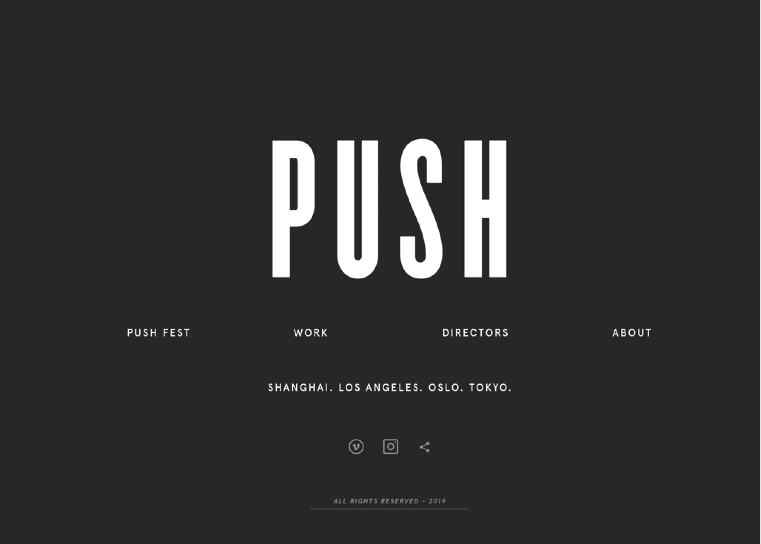 PUSH
PUSH FEST WORK DIRECTORS ABOUT
SHANGHAI. LOS ANGELES. OSLO. TOKYO.
ALL RIGHTS RESERVED - 2019